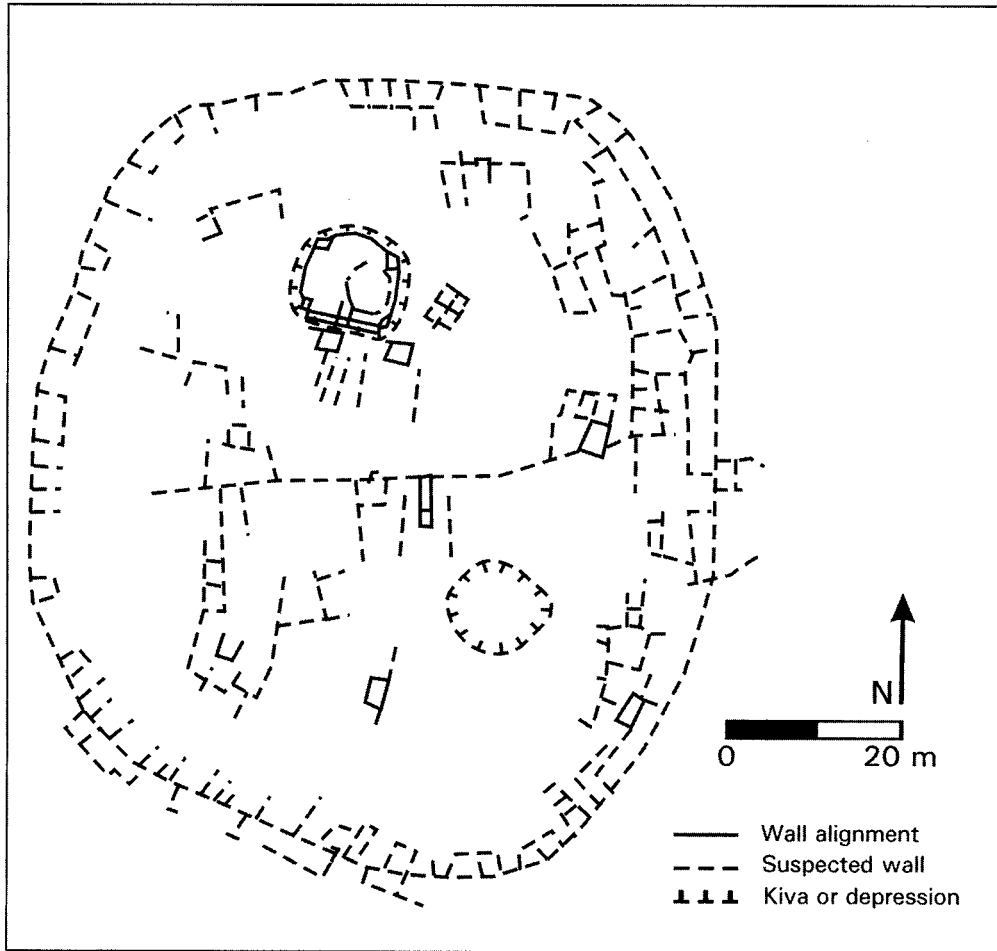 N
0 20 m
Wall alignment
Suspected wall
Kiva or depression